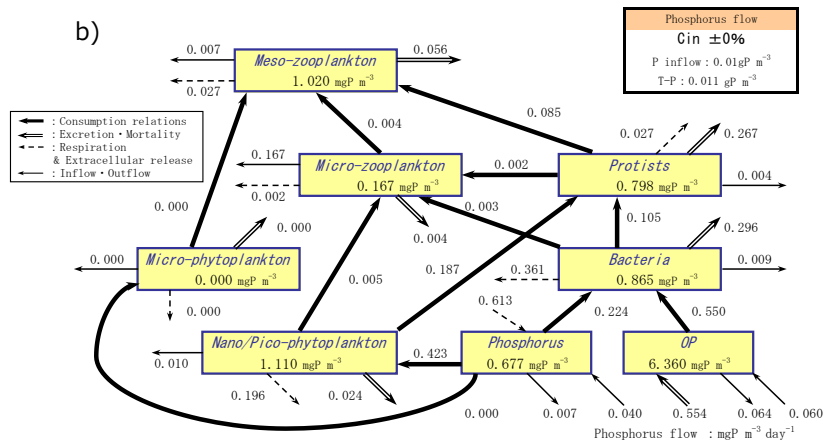 b)
Phosphorus flow
Cin ±0%
P inflow：0.01gP m⁻³
T-P：0.011 gP m⁻³
：Consumption relations
：Excretion・Mortality
：Respiration
& Extracellular release
：Inflow・Outflow
0.007
0.027
Meso-zooplankton
1.020 mgP m⁻³
0.056
0.004
0.085
0.000
0.167
0.002
Micro-zooplankton
0.167 mgP m⁻³
0.002
0.004
0.003
Protists
0.798 mgP m⁻³
0.027
0.267
0.004
0.105
0.000
0.000
Micro-phytoplankton
0.000 mgP m⁻³
0.000
0.005
0.187
0.361
Bacteria
0.865 mgP m⁻³
0.296
0.009
0.613
0.224
0.550
Nano/Pico-phytoplankton
1.110 mgP m⁻³
0.010
0.196
0.024
0.423
Phosphorus
0.677 mgP m⁻³
OP
6.360 mgP m⁻³
0.000
0.007
0.040
0.554
0.064
0.060
Phosphorus flow：mgP m⁻³ day⁻¹